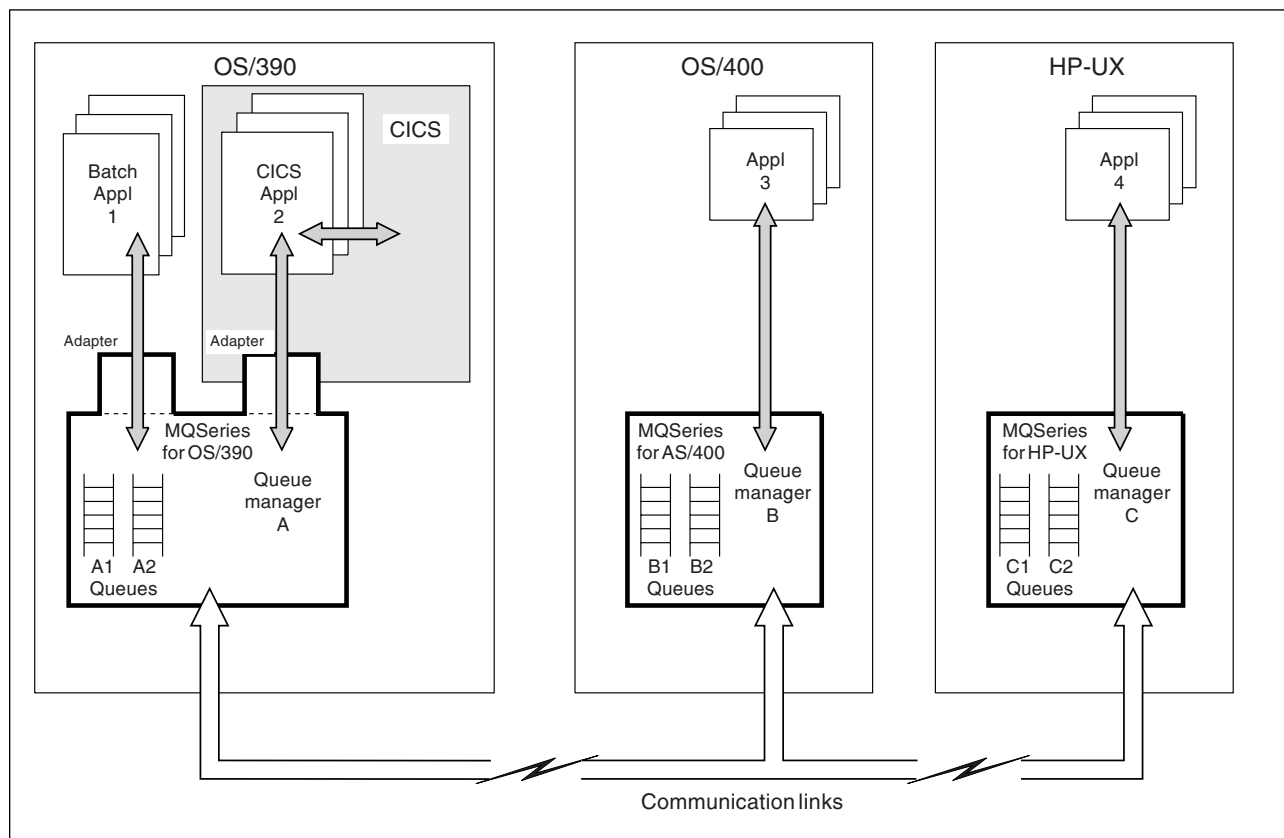 OS/390
Batch
Appl
1
CICS
Appl
2
CICS
Adapter
Adapter
MQSeries
for OS/390
Queue
manager
A
A1 A2
Queues
OS/400
Appl
3
MQSeries
for AS/400
Queue
manager
B
B1 B2
Queues
HP-UX
Appl
4
MQSeries
for HP-UX
Queue
manager
C
C1 C2
Queues
Communication links